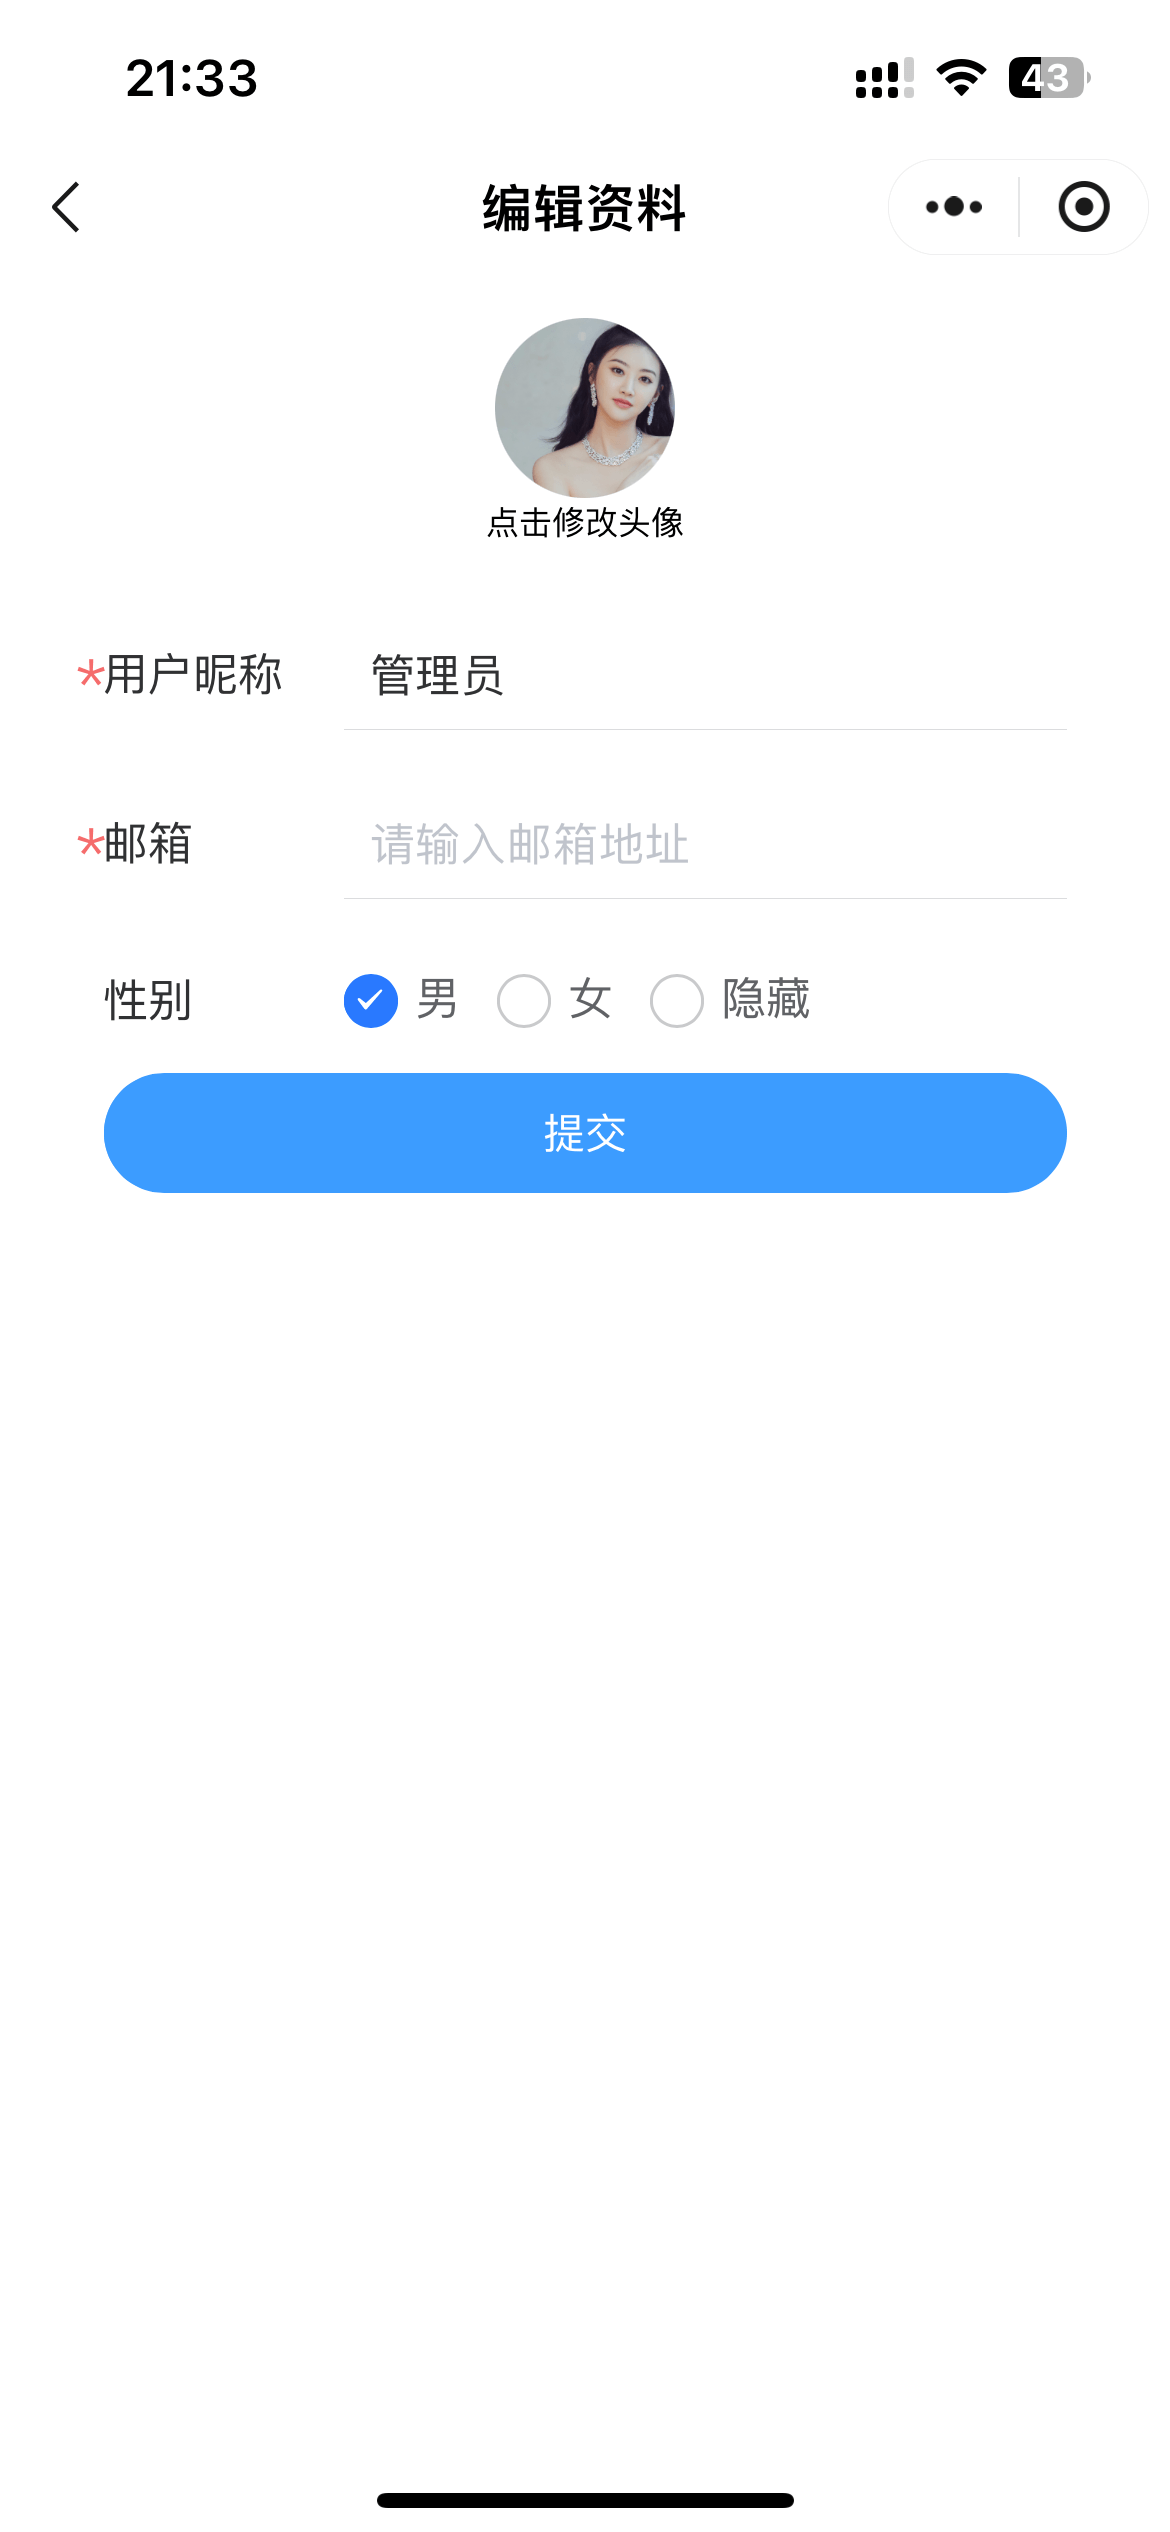 21:33
43
编辑资料
点击修改头像
*用户昵称 管理员
*邮箱 请输入邮箱地址
性别 男 女 隐藏
提交